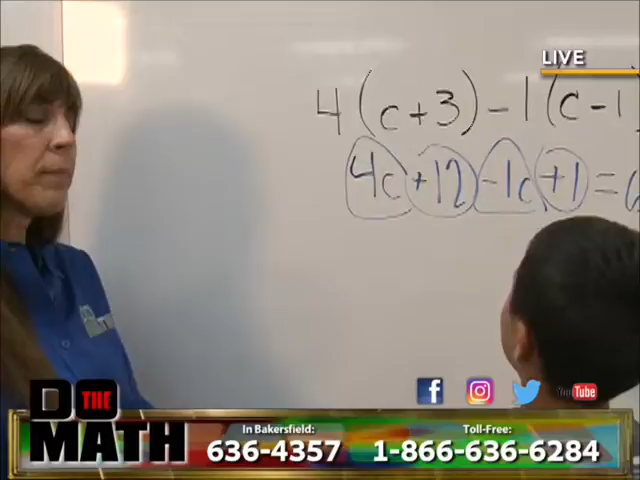 LIVE
4(c+3)-1(c-1
4c+12-1c+1=6
YouTube
DO THE MATH
In Bakersfield:
636-4357
Toll-Free:
1-866-636-6284